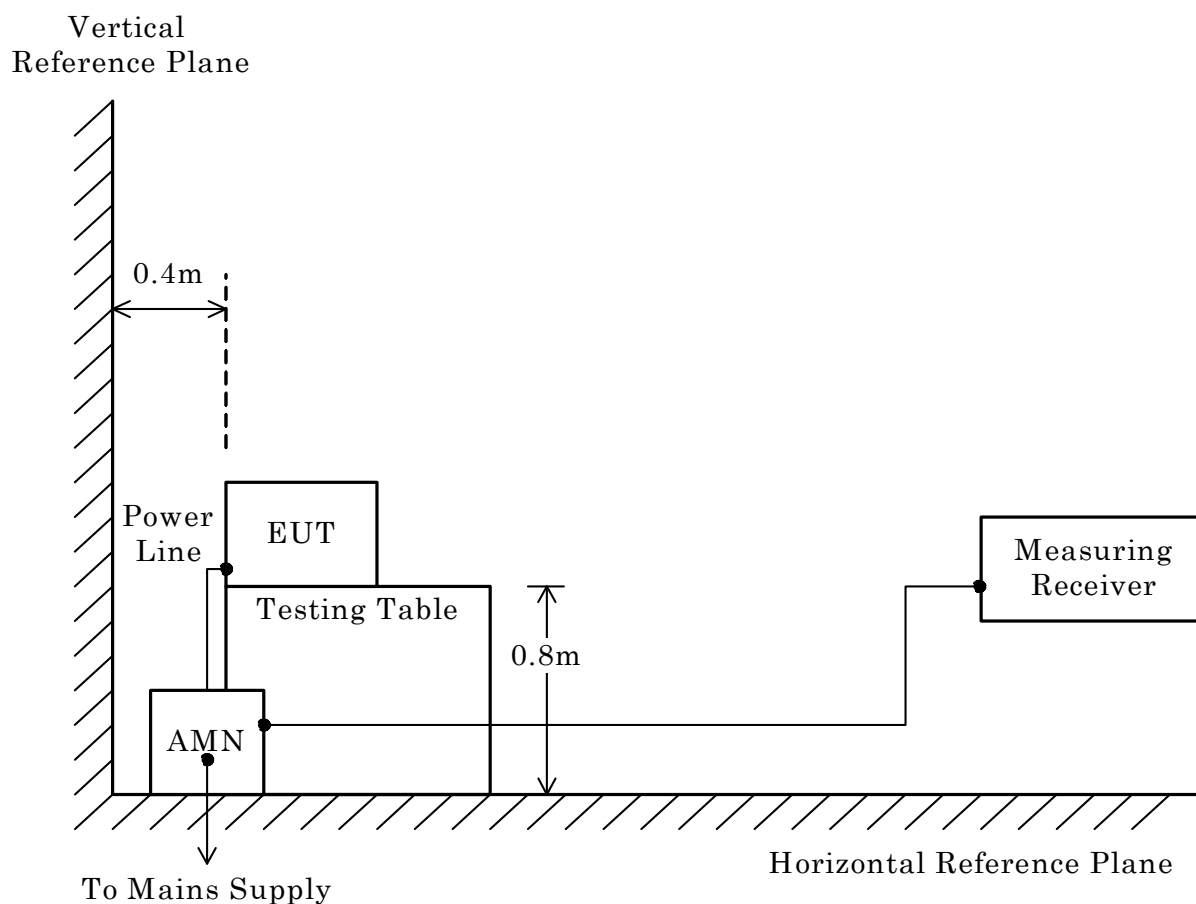 Vertical
Reference Plane
0.4m
Power
Line
EUT
Testing Table
Measuring
Receiver
0.8m
AMN
Horizontal Reference Plane
To Mains Supply